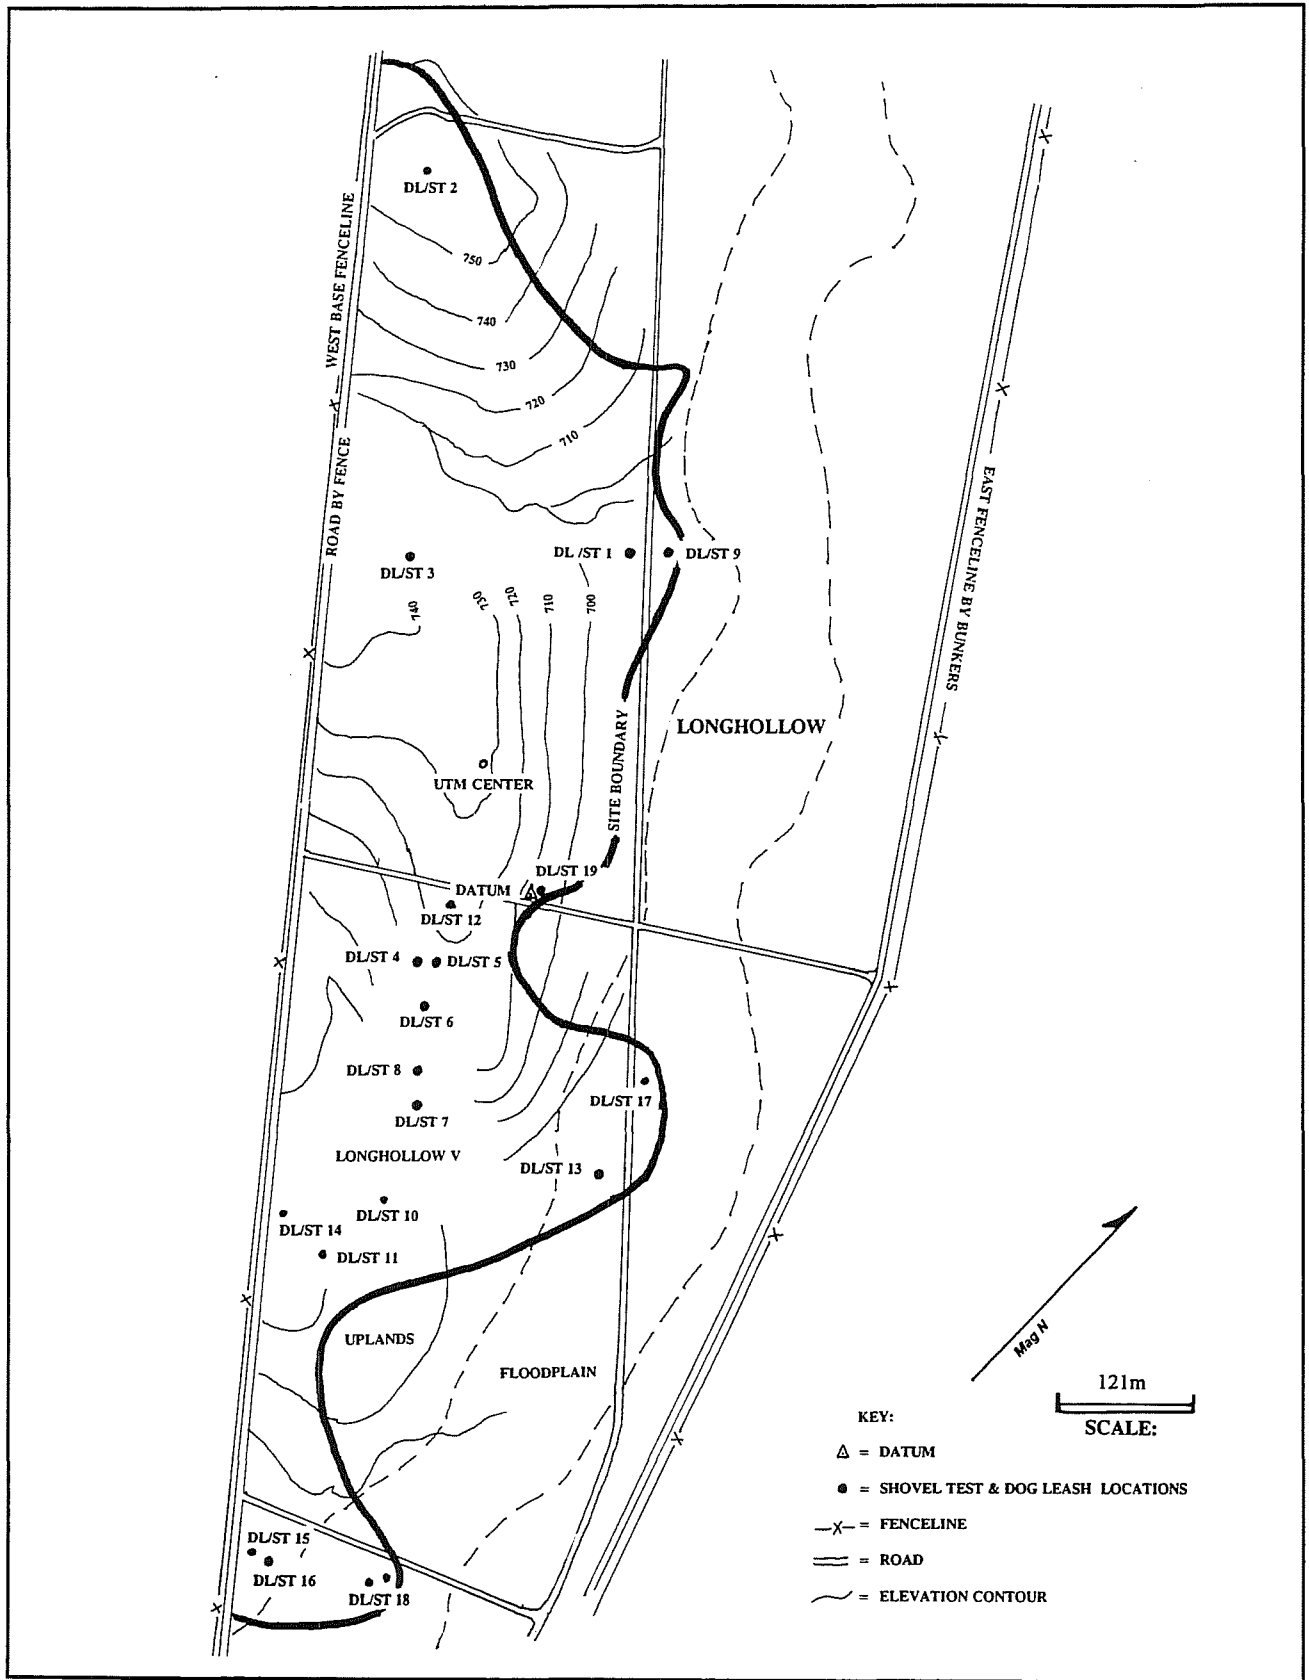 DL/ST 2
WEST BASE FENCELINE
750
740
730
720
710
ROAD BY FENCE
EAST FENCELINE BY BUNKERS
DL/ST 3
DL /ST 1
DL/ST 9
740
730
720
710
700
LONGHOLLOW
SITE BOUNDARY
UTM CENTER
DL/ST 19
DATUM
DL/ST 12
DL/ST 4
DL/ST 5
DL/ST 6
DL/ST 8
DL/ST 17
DL/ST 7
LONGHOLLOW V
DL/ST 13
DL/ST 10
DL/ST 14
DL/ST 11
UPLANDS
FLOODPLAIN
Mag N
121m
SCALE:
KEY:
= DATUM
= SHOVEL TEST & DOG LEASH LOCATIONS
—X— = FENCELINE
= ROAD
= ELEVATION CONTOUR
DL/ST 15
DL/ST 16
DL/ST 18